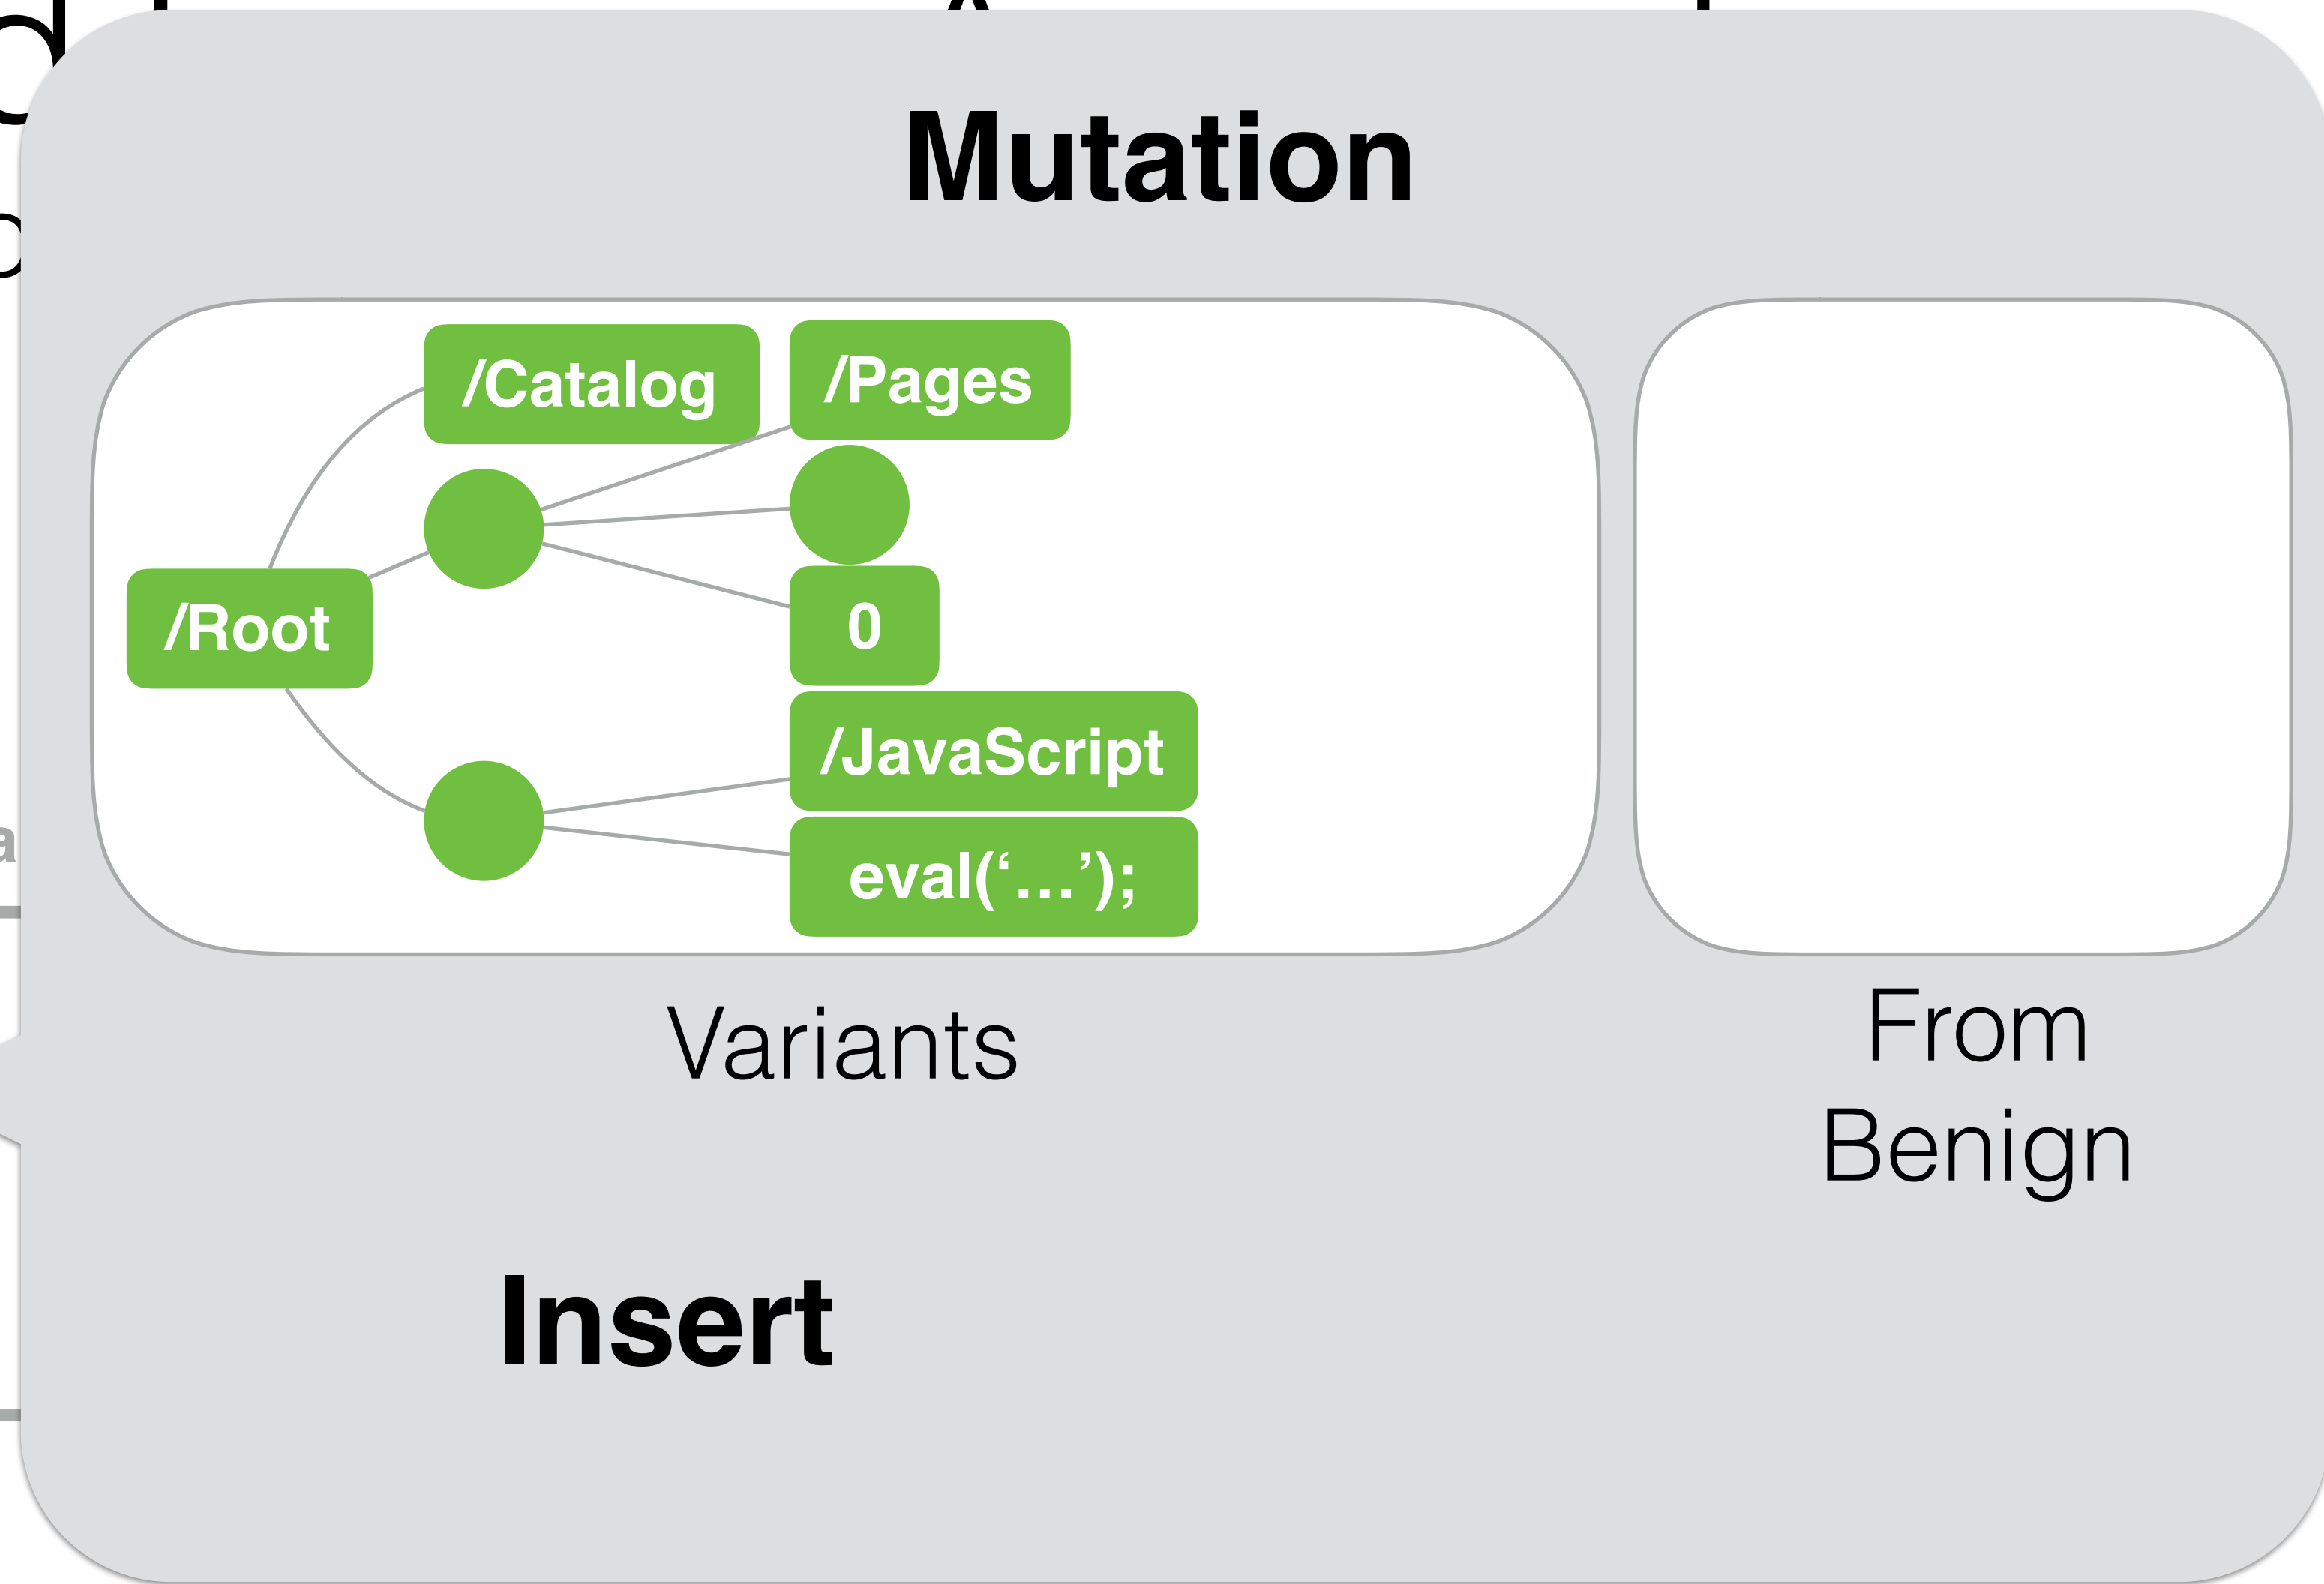 Mutation
/Catalog
/Pages
/Root
0
/JavaScript
eval(‘...’);
Variants
From
Benign
Insert